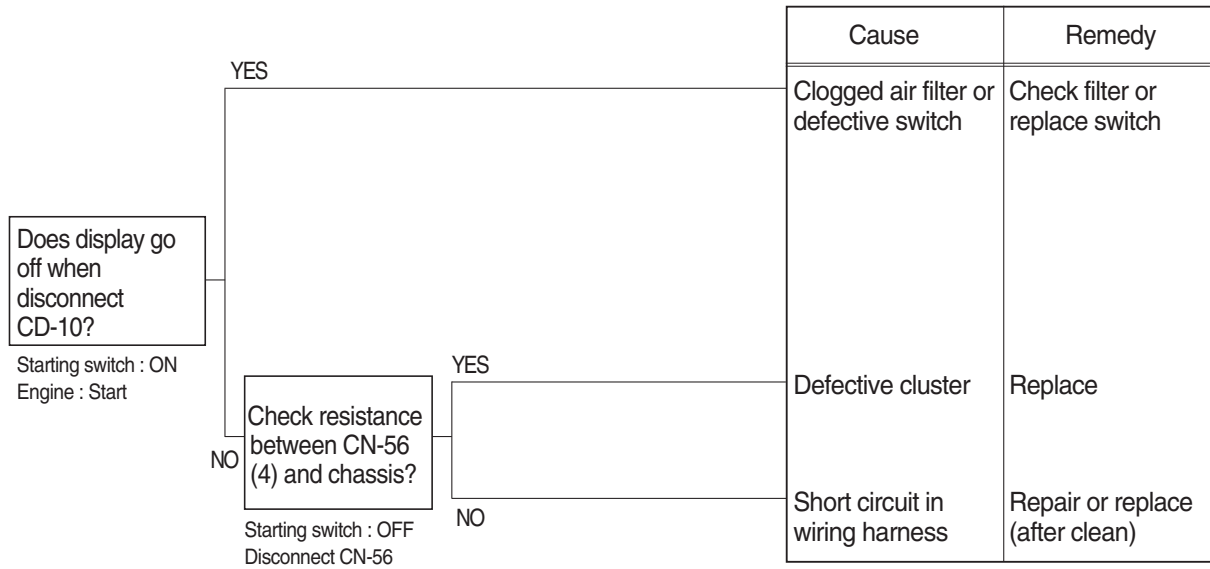 Cause Remedy
YES
Clogged air filter or
defective switch
Check filter or
replace switch
Does display go
off when
disconnect
CD-10?
Starting switch : ON
Engine : Start
YES
Defective cluster
Replace
NO
Check resistance
between CN-56
(4) and chassis?
Starting switch : OFF
Disconnect CN-56
NO
Short circuit in
wiring harness
Repair or replace
(after clean)